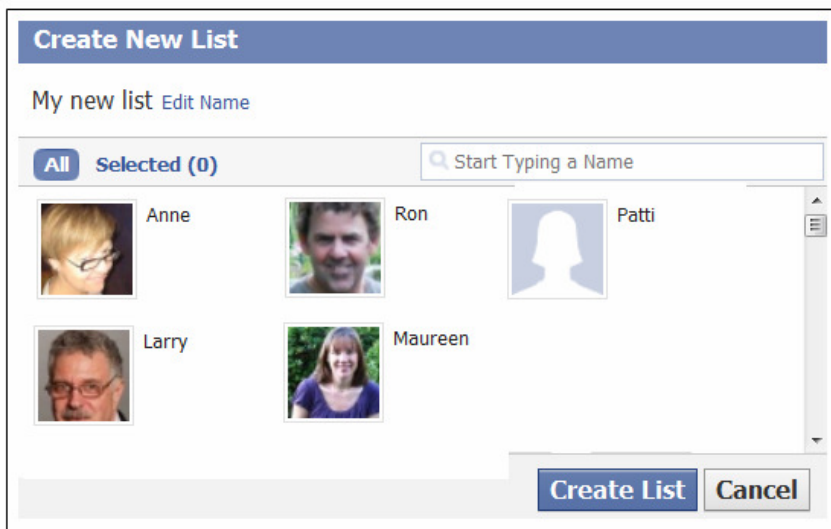 Create New List
My new list Edit Name
All Selected (0) Start Typing a Name
Anne Ron Patti
Larry Maureen
Create List Cancel